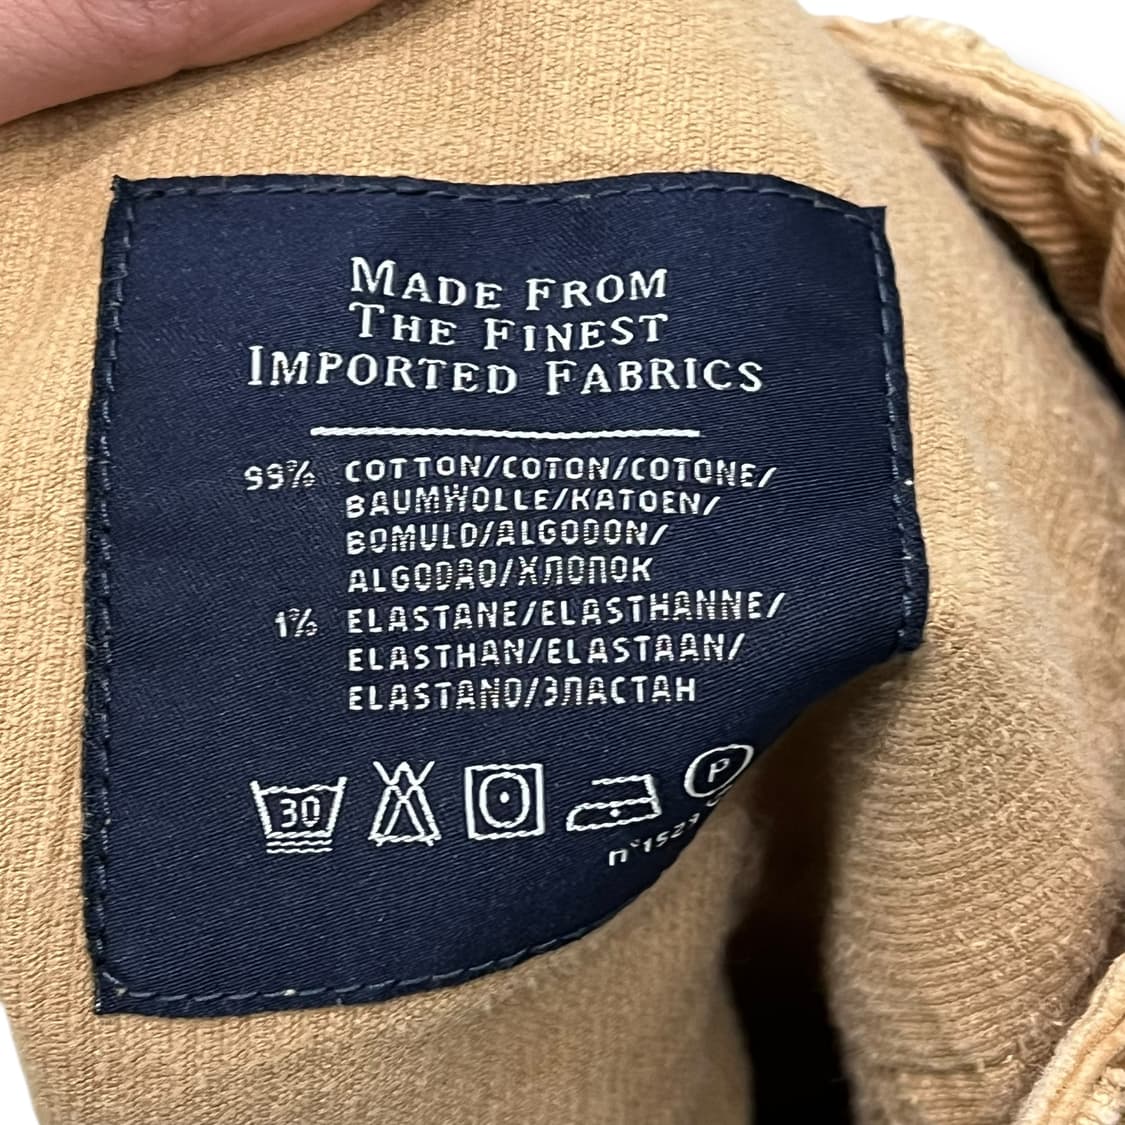 MADE FROM
THE FINEST
IMPORTED FABRICS
99% COTTON/COTON/COTONE/
BAUMWOLLE/KATOEN/
BOMULD/ALGODON/
ALGODAO/ХЛОПОК
1% ELASTANE/ELASTHANNE/
ELASTHAN/ELASTAAN/
ELASTANO/ЭЛАСТАН
30
P